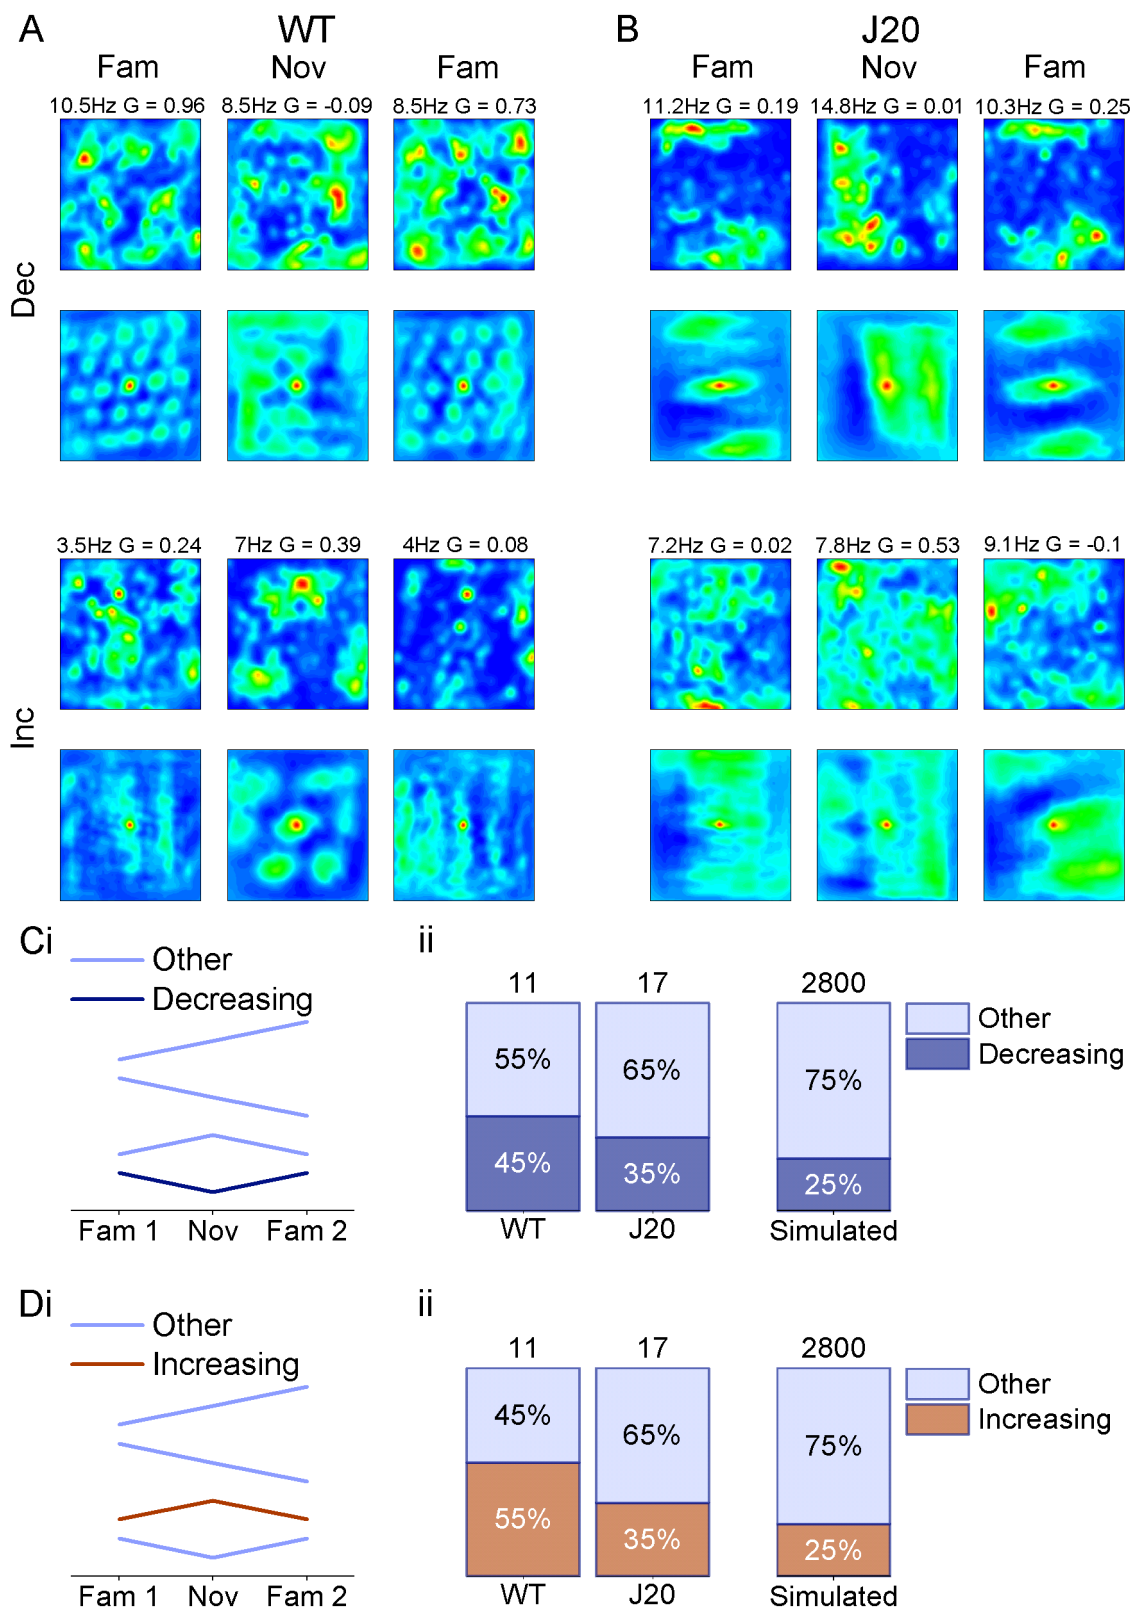 A WT B J20
Fam Nov Fam Fam Nov Fam
10.5Hz G = 0.96 8.5Hz G = -0.09 8.5Hz G = 0.73 11.2Hz G = 0.19 14.8Hz G = 0.01 10.3Hz G = 0.25
Dec
3.5Hz G = 0.24 7Hz G = 0.39 4Hz G = 0.08 7.2Hz G = 0.02 7.8Hz G = 0.53 9.1Hz G = -0.1
Inc
Ci
Other
Decreasing
Fam 1 Nov Fam 2
ii
11 17 2800
55% 65% 75%
45% 35% 25%
WT J20 Simulated
Other
Decreasing
Di
Other
Increasing
Fam 1 Nov Fam 2
ii
11 17 2800
45% 65% 75%
55% 35% 25%
WT J20 Simulated
Other
Increasing